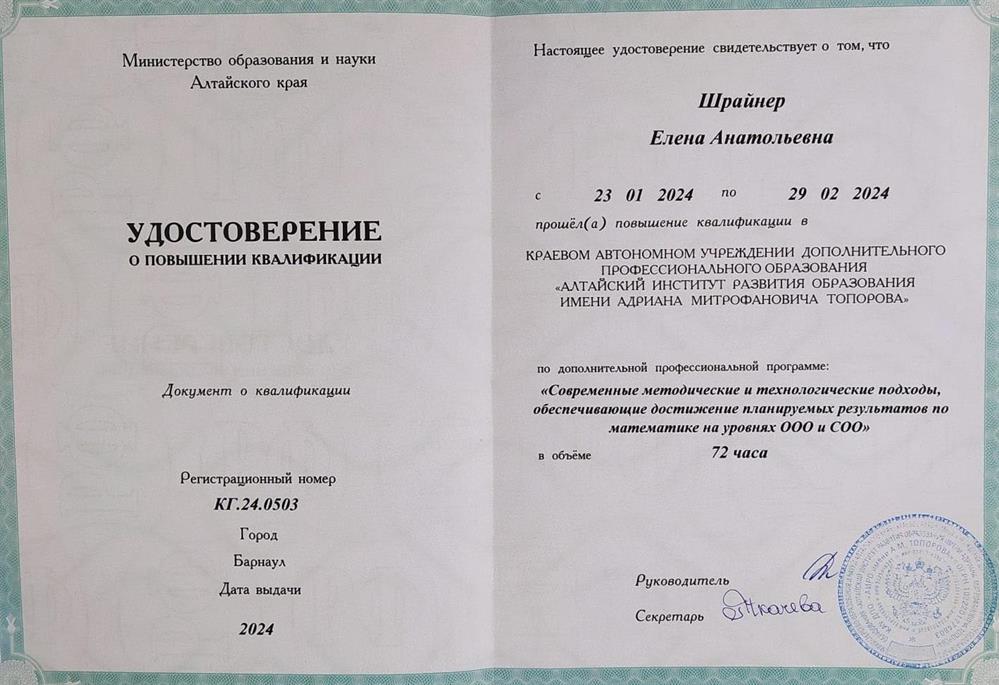 Министерство образования и науки
Алтайского края
УДОСТОВЕРЕНИЕ
О ПОВЫШЕНИИ КВАЛИФИКАЦИИ
Документ о квалификации
Регистрационный номер
КГ.24.0503
Город
Барнаул
Дата выдачи
2024
Настоящее удостоверение свидетельствует о том, что
Шрайнер
Елена Анатольевна
с 23 01 2024 по 29 02 2024
прошёл(а) повышение квалификации в
КРАЕВОМ АВТОНОМНОМ УЧРЕЖДЕНИИ ДОПОЛНИТЕЛЬНОГО
ПРОФЕССИОНАЛЬНОГО ОБРАЗОВАНИЯ
«АЛТАЙСКИЙ ИНСТИТУТ РАЗВИТИЯ ОБРАЗОВАНИЯ
ИМЕНИ АДРИАНА МИТРОФАНОВИЧА ТОПОРОВА»
по дополнительной профессиональной программе:
«Современные методические и технологические подходы,
обеспечивающие достижение планируемых результатов по
математике на уровнях ООО и СОО»
в объёме 72 часа
Руководитель
Секретарь Ткачева